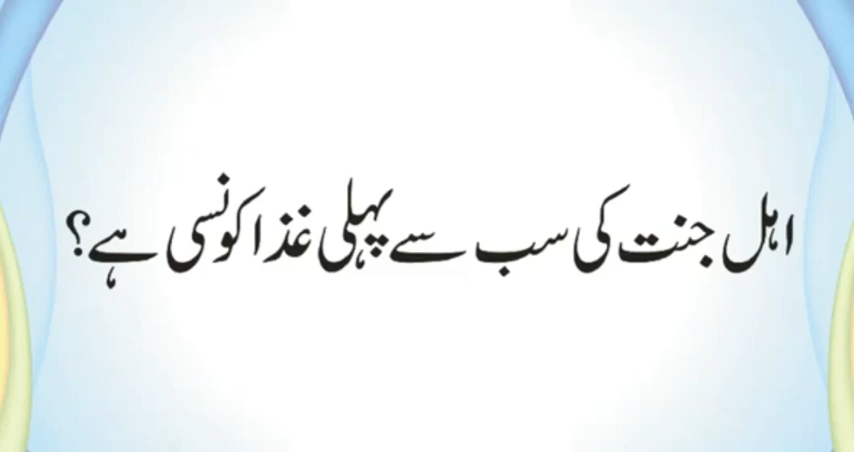 اہل جنت کی سب سے پہلی غذا کونسی ہے؟